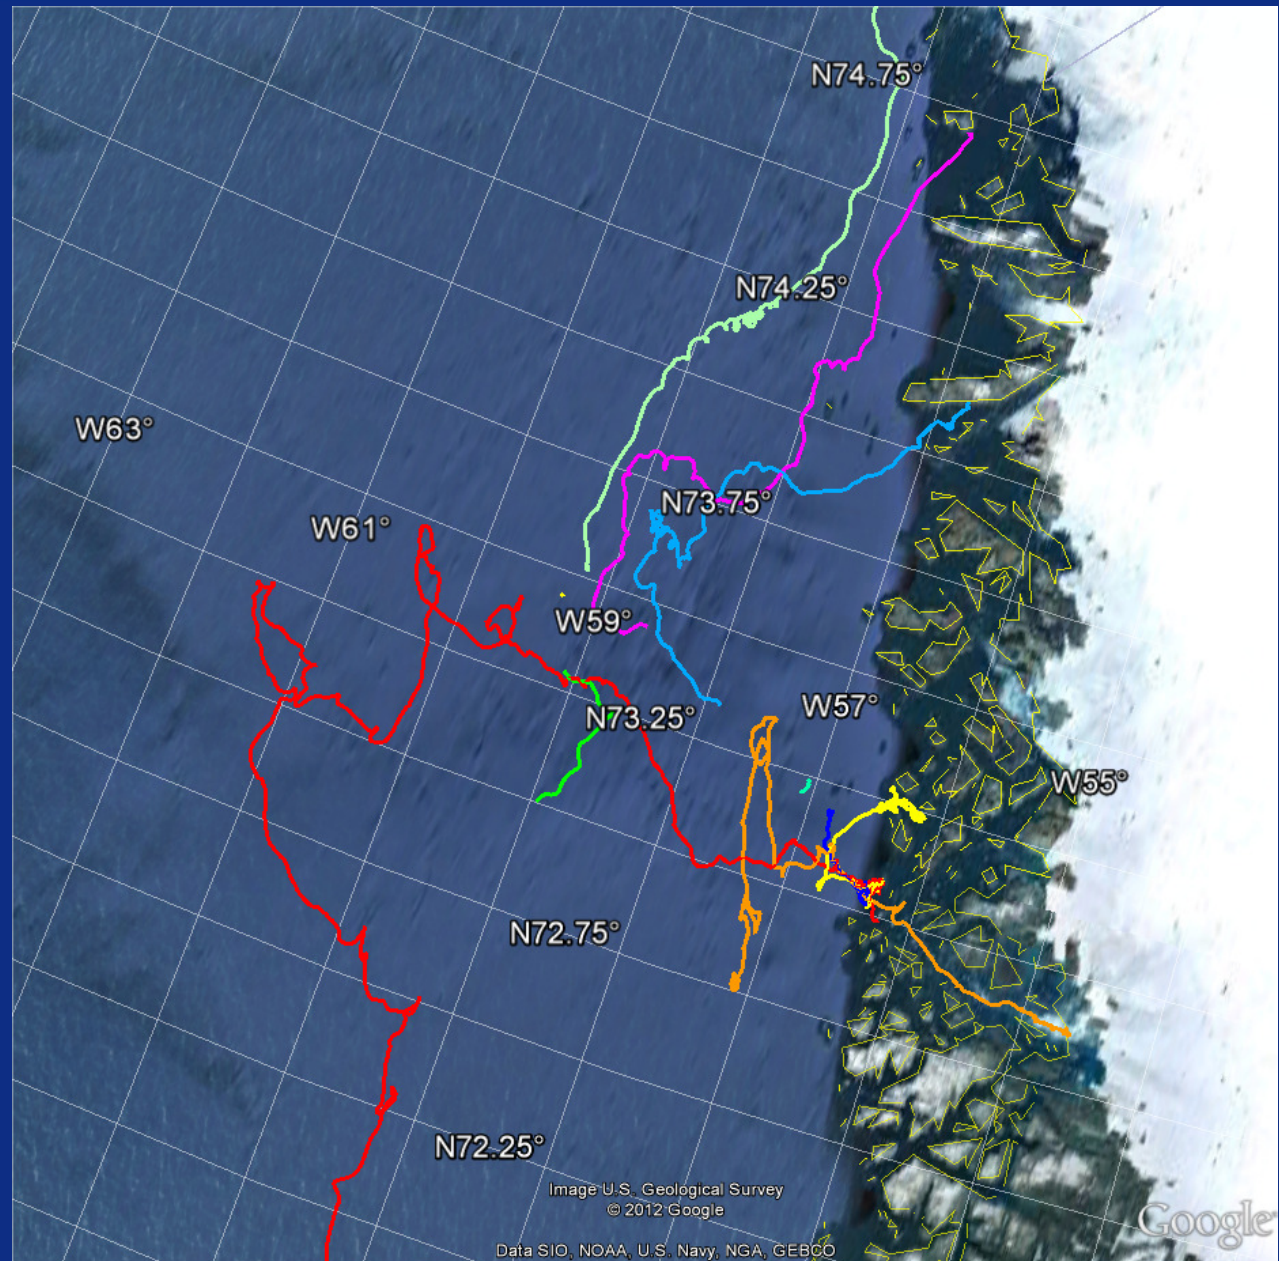 N74.75°
N74.25°
W63°
N73.75°
W61°
W59°
W57°
N73.25°
W55°
N72.75°
N72.25°
Image U.S. Geological Survey
© 2012 Google
Google
Data SIO, NOAA, U.S. Navy, NGA, GEBCO